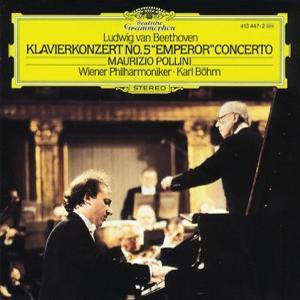 413 447-2
Deutsche
Grammophon
Ludwig van Beethoven
KLAVIERKONZERT NO. 5 "EMPEROR" CONCERTO
MAURIZIO POLLINI
Wiener Philharmoniker · Karl Böhm
STEREO